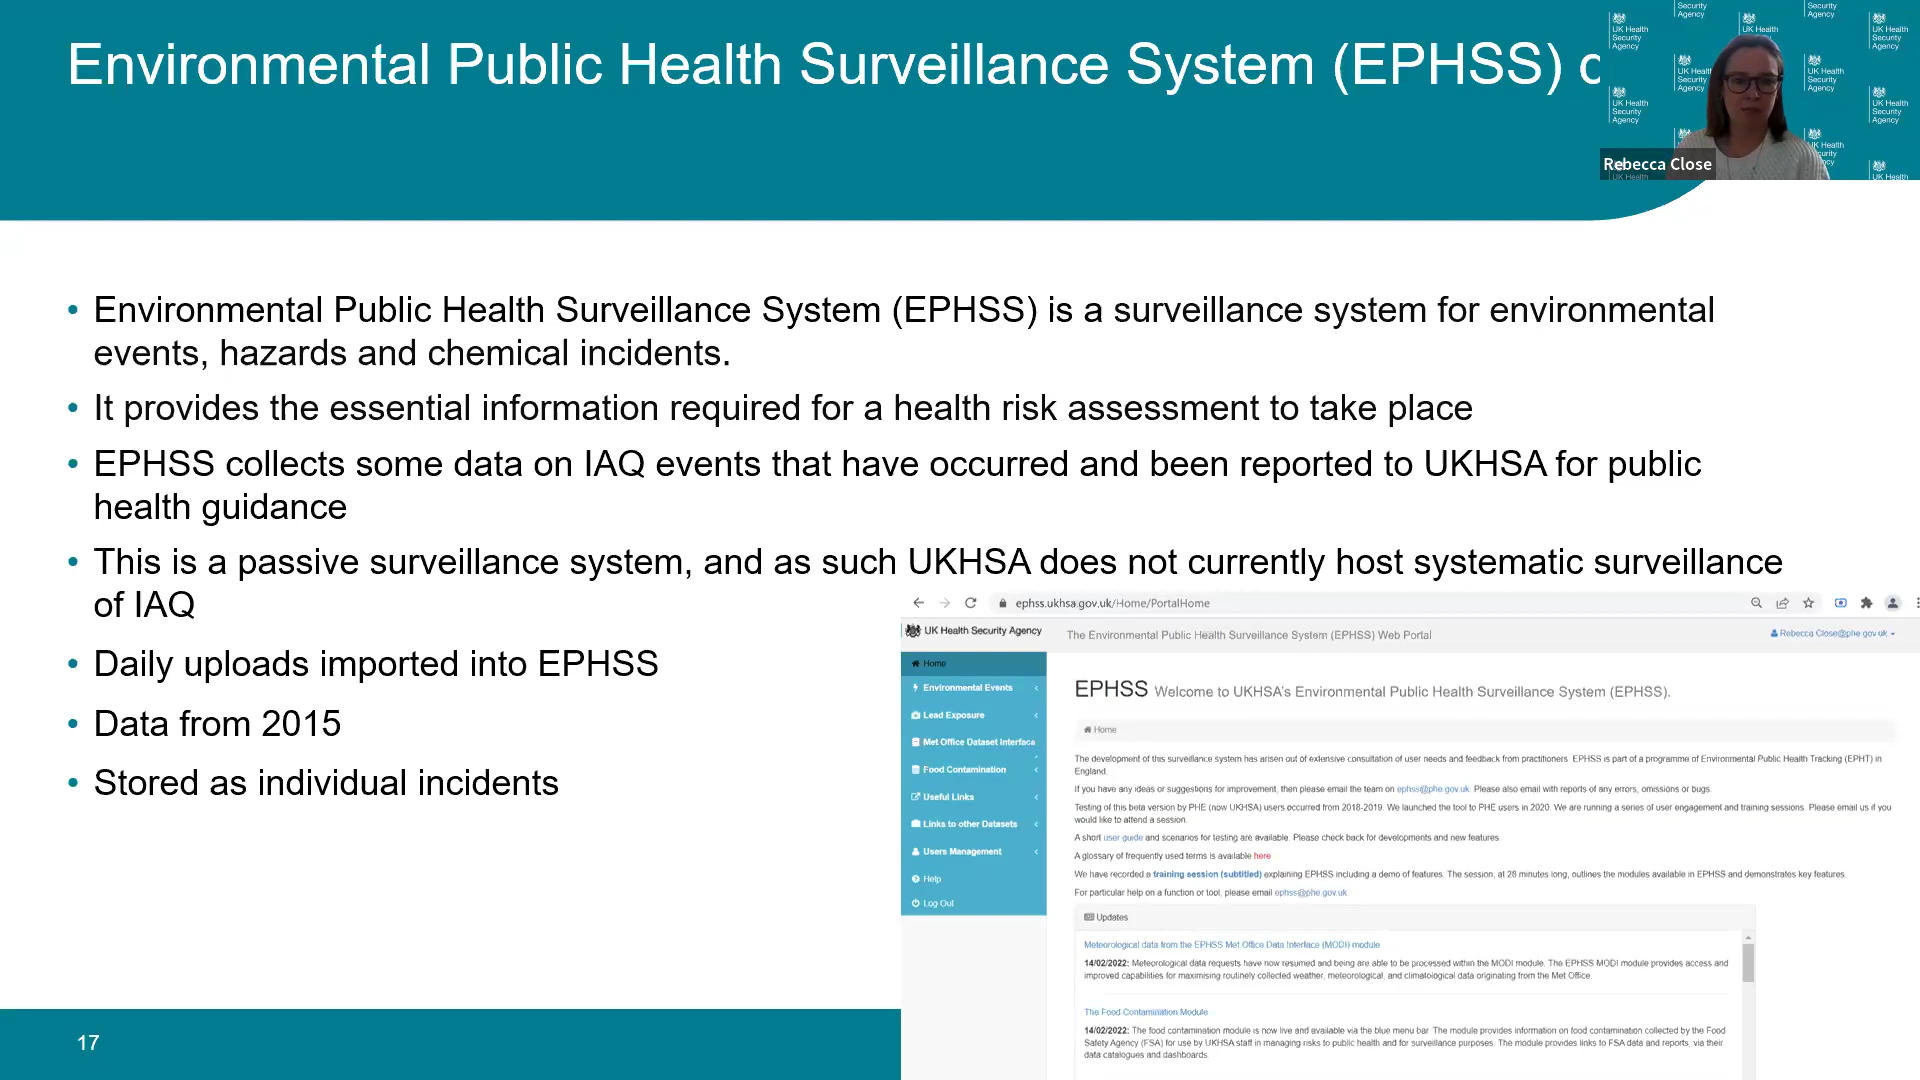 Environmental Public Health Surveillance System (EPHSS)
Rebecca Close
UK Health
Security
Agency
• Environmental Public Health Surveillance System (EPHSS) is a surveillance system for environmental
events, hazards and chemical incidents.
• It provides the essential information required for a health risk assessment to take place
• EPHSS collects some data on IAQ events that have occurred and been reported to UKHSA for public
health guidance
• This is a passive surveillance system, and as such UKHSA does not currently host systematic surveillance
of IAQ
• Daily uploads imported into EPHSS
• Data from 2015
• Stored as individual incidents
ephss.ukhsa.gov.uk/Home/PortalHome
UK Health Security Agency
The Environmental Public Health Surveillance System (EPHSS) Web Portal
Rebecca Close@phe gov uk
Home
Environmental Events
Lead Exposure
Met Office Dataset Interface
Food Contamination
Useful Links
Links to other Datasets
Users Management
Help
Log Out
EPHSS Welcome to UKHSA's Environmental Public Health Surveillance System (EPHSS).
Home
The development of this surveillance system has arisen out of extensive consultation of user needs and feedback from practitioners. EPHSS is part of a programme of Environmental Public Health Tracking (EPHT) in
England.
If you have any ideas or suggestions for improvement, then please email the team on ephss@phe.gov.uk. Please also email with reports of any errors, omissions or bugs.
Testing of this beta version by PHE (now UKHSA) users occurred from 2018-2019. We launched the tool to PHE users in 2020. We are running a series of user engagement and training sessions. Please email us if you
would like to attend a session.
A short user guide and scenarios for testing are available. Please check back for developments and new features
A glossary of frequently used terms is available here
We have recorded a training session (subtitled) explaining EPHSS including a demo of features. The session, at 28 minutes long, outlines the modules available in EPHSS and demonstrates key features.
For particular help on a function or tool, please email ephss@phe.gov.uk
Updates
Meteorological data from the EPHSS Met Office Data Interface (MODI) module
14/02/2022: Meteorological data requests have now resumed and being are able to be processed within the MODI module. The EPHSS MODI module provides access and
improved capabilities for maximising routinely collected weather, meteorological, and climatological data originating from the Met Office.
The Food Contamination Module
14/02/2022: The food contamination module is now live and available via the blue menu bar. The module provides information on food contamination collected by the Food
Safety Agency (FSA) for use by UKHSA staff in managing risks to public health and for surveillance purposes. The module provides links to FSA data and reports, via their
data catalogues and dashboards.
17